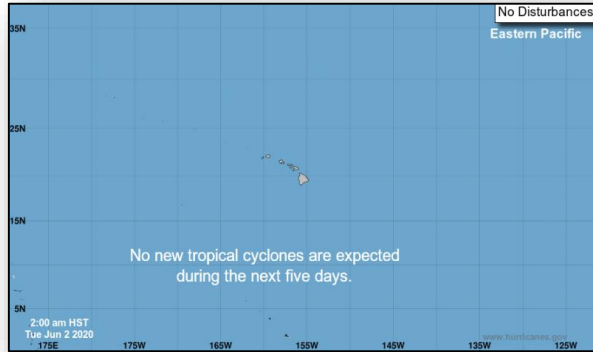 No Disturbances
Eastern Pacific
35N
25N
15N
No new tropical cyclones are expected
during the next five days.
5N
2:00 am HST
Tue Jun 2 2020
www.hurricanes.gov
175E
175W
165W
155W
145W
135W
125W